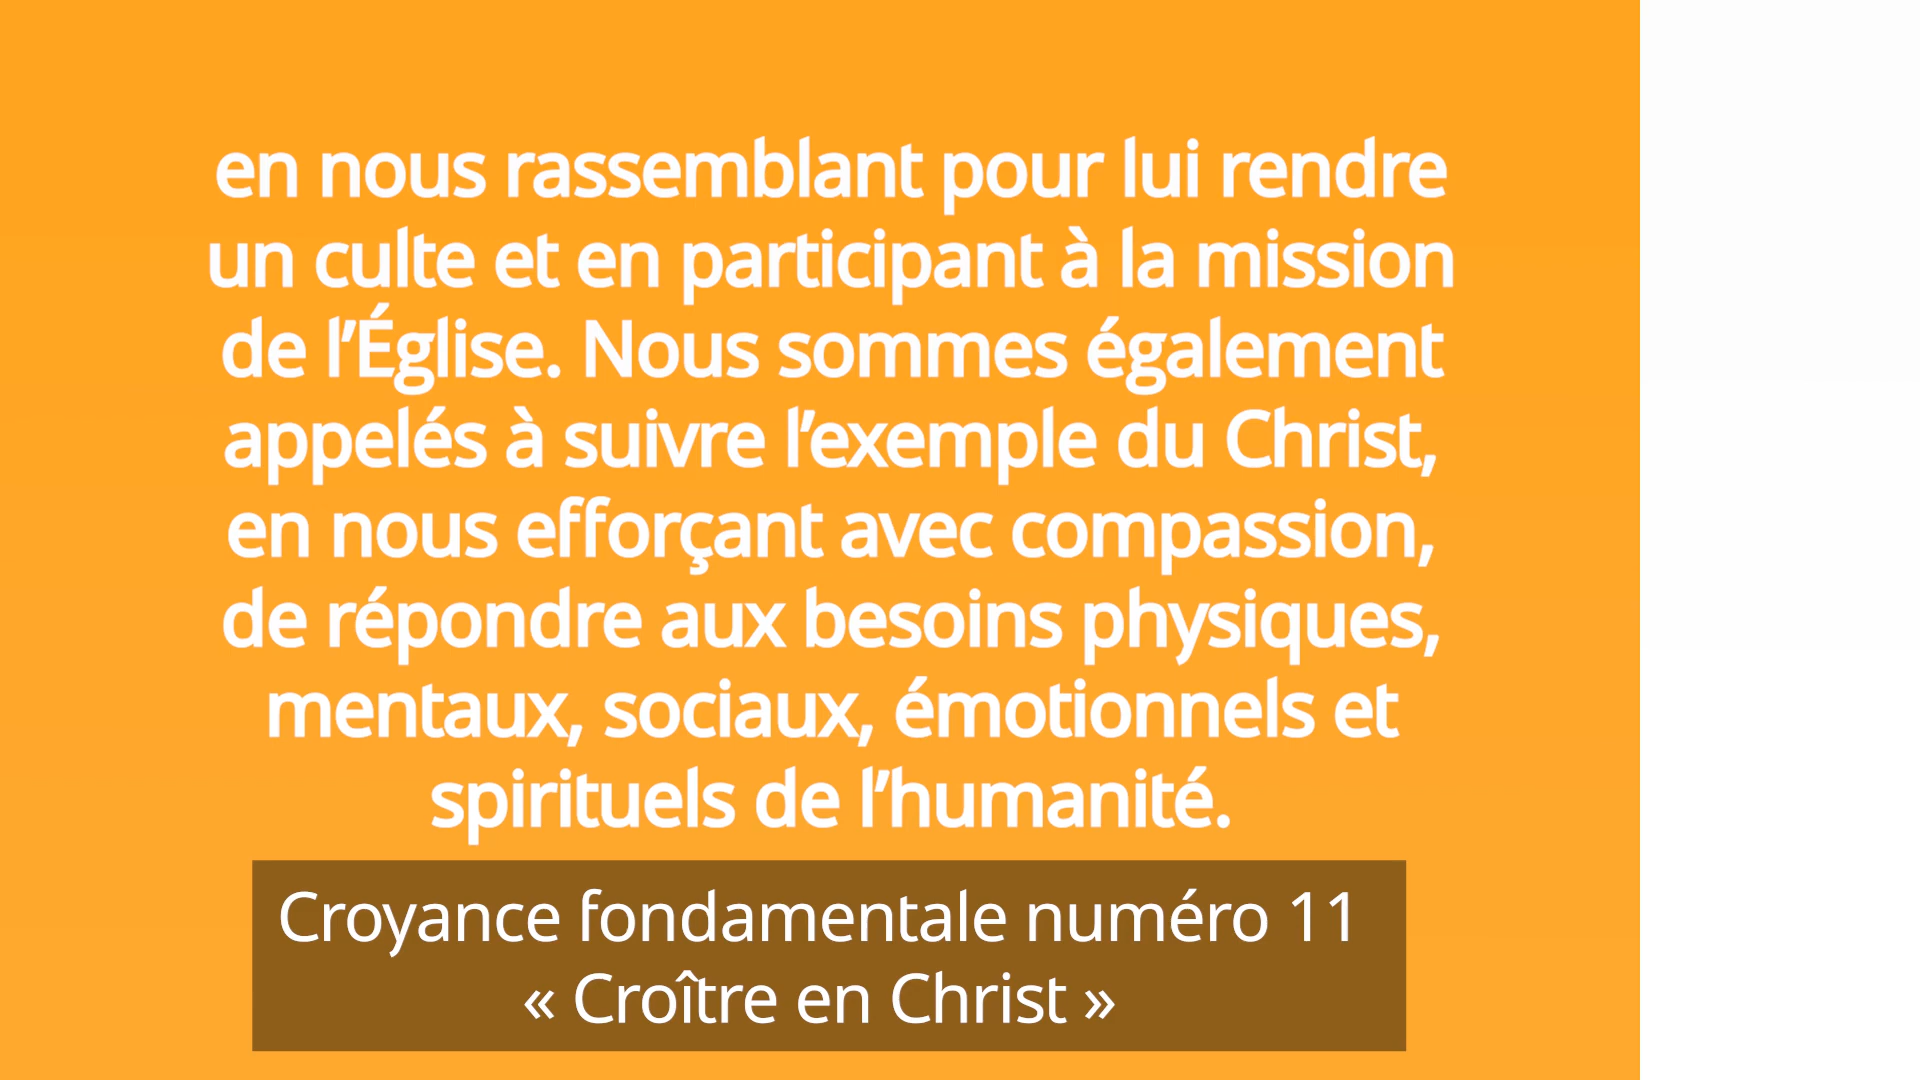 en nous rassemblant pour lui rendre
un culte et en participant à la mission
de l’Église. Nous sommes également
appelés à suivre l’exemple du Christ,
en nous efforçant avec compassion,
de répondre aux besoins physiques,
mentaux, sociaux, émotionnels et
spirituels de l’humanité.
Croyance fondamentale numéro 11
« Croître en Christ »